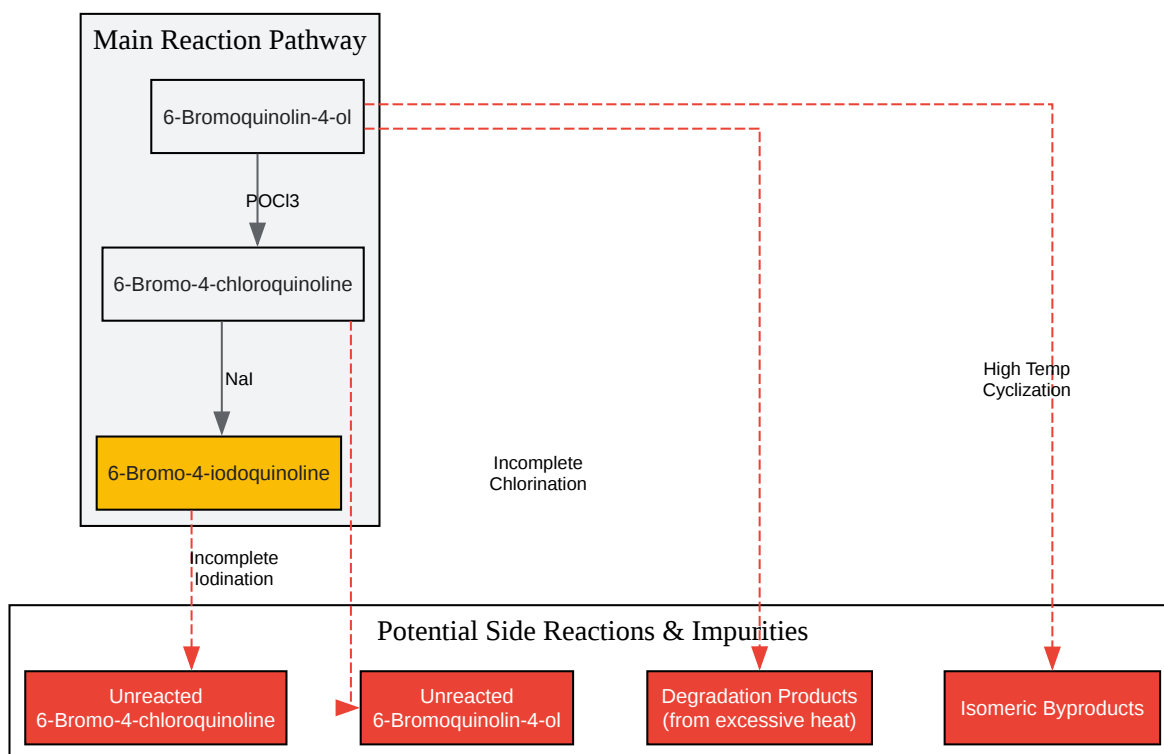 Main Reaction Pathway
6-Bromoquinolin-4-ol
POCl3
6-Bromo-4-chloroquinoline
NaI
6-Bromo-4-iodoquinoline
High Temp
Cyclization
Incomplete
Chlorination
Incomplete
Iodination
Potential Side Reactions & Impurities
Unreacted
6-Bromo-4-chloroquinoline
Unreacted
6-Bromoquinolin-4-ol
Degradation Products
(from excessive heat)
Isomeric Byproducts